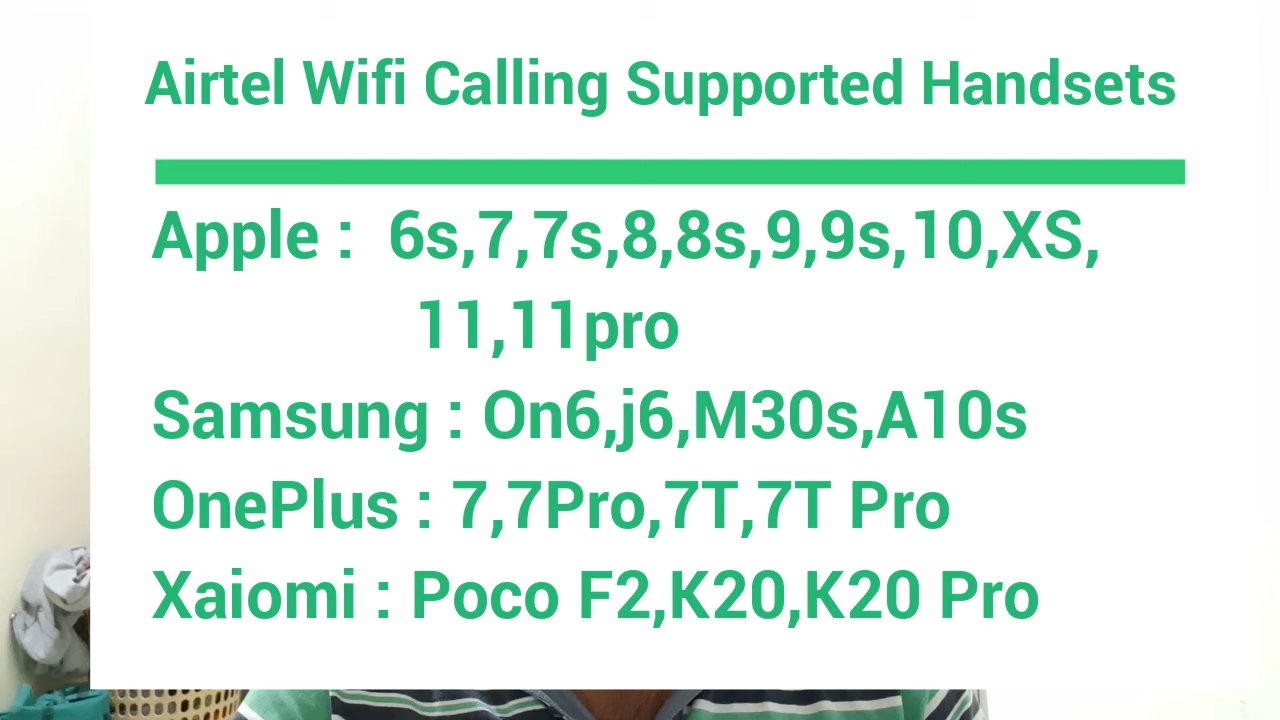 Airtel Wifi Calling Supported Handsets
Apple : 6s,7,7s,8,8s,9,9s,10,XS,
11,11pro
Samsung : On6,j6,M30s,A10s
OnePlus : 7,7Pro,7T,7T Pro
Xaiomi : Poco F2,K20,K20 Pro